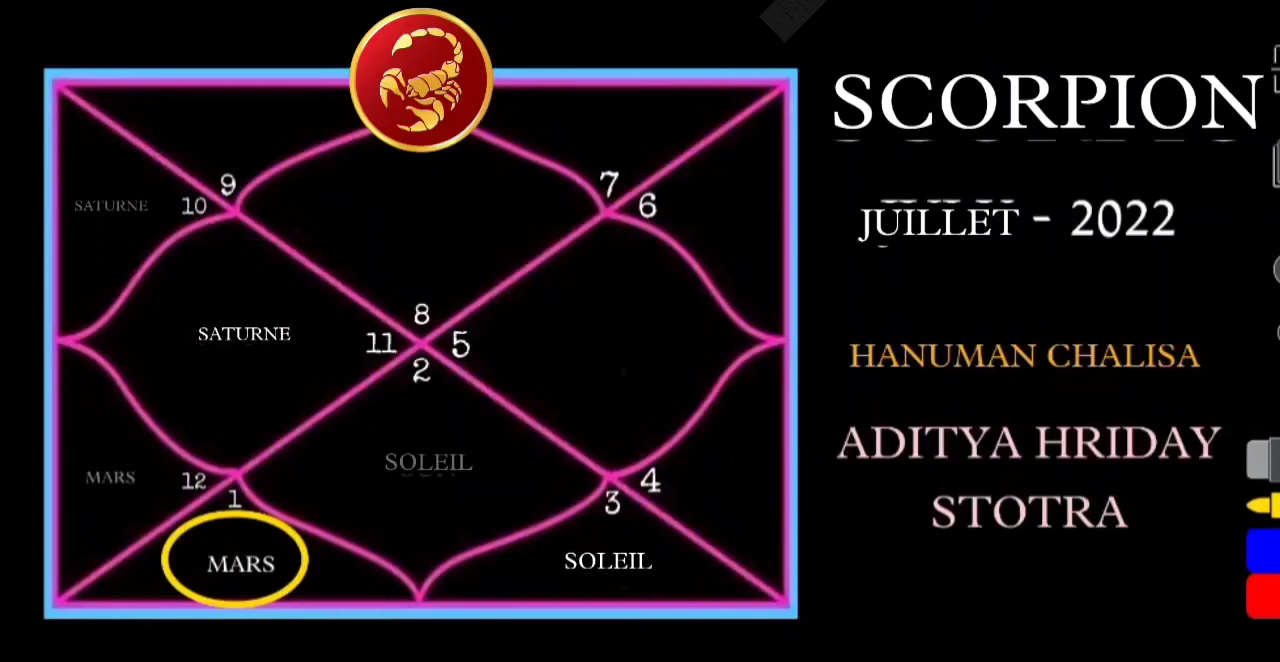 SCORPION
JUILLET - 2022
HANUMAN CHALISA
ADITYA HRIDAY
STOTRA
9
7
SATURNE 10
6
8
SATURNE 11
5
2
SOLEIL
MARS 12
4
1
3
MARS
SOLEIL